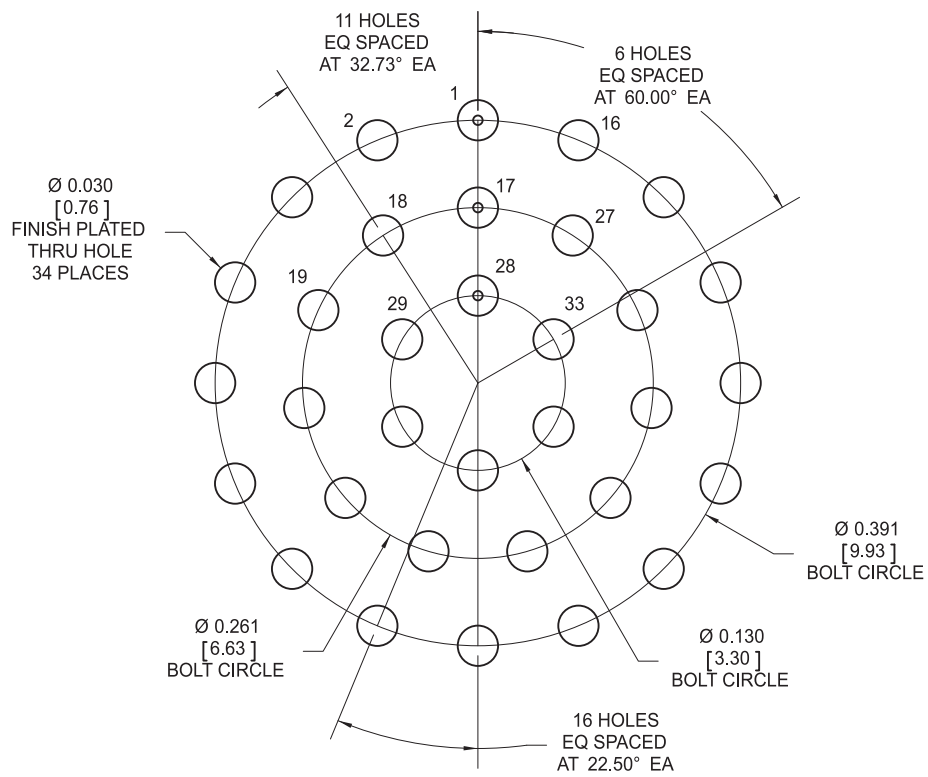 11 HOLES
EQ SPACED
AT 32.73° EA
6 HOLES
EQ SPACED
AT 60.00° EA
1
2
16
Ø 0.030
[0.76 ]
FINISH PLATED
THRU HOLE
34 PLACES
17
18
27
19
28
29
33
Ø 0.391
[9.93 ]
BOLT CIRCLE
Ø 0.261
[6.63 ]
BOLT CIRCLE
Ø 0.130
[3.30 ]
BOLT CIRCLE
16 HOLES
EQ SPACED
AT 22.50° EA